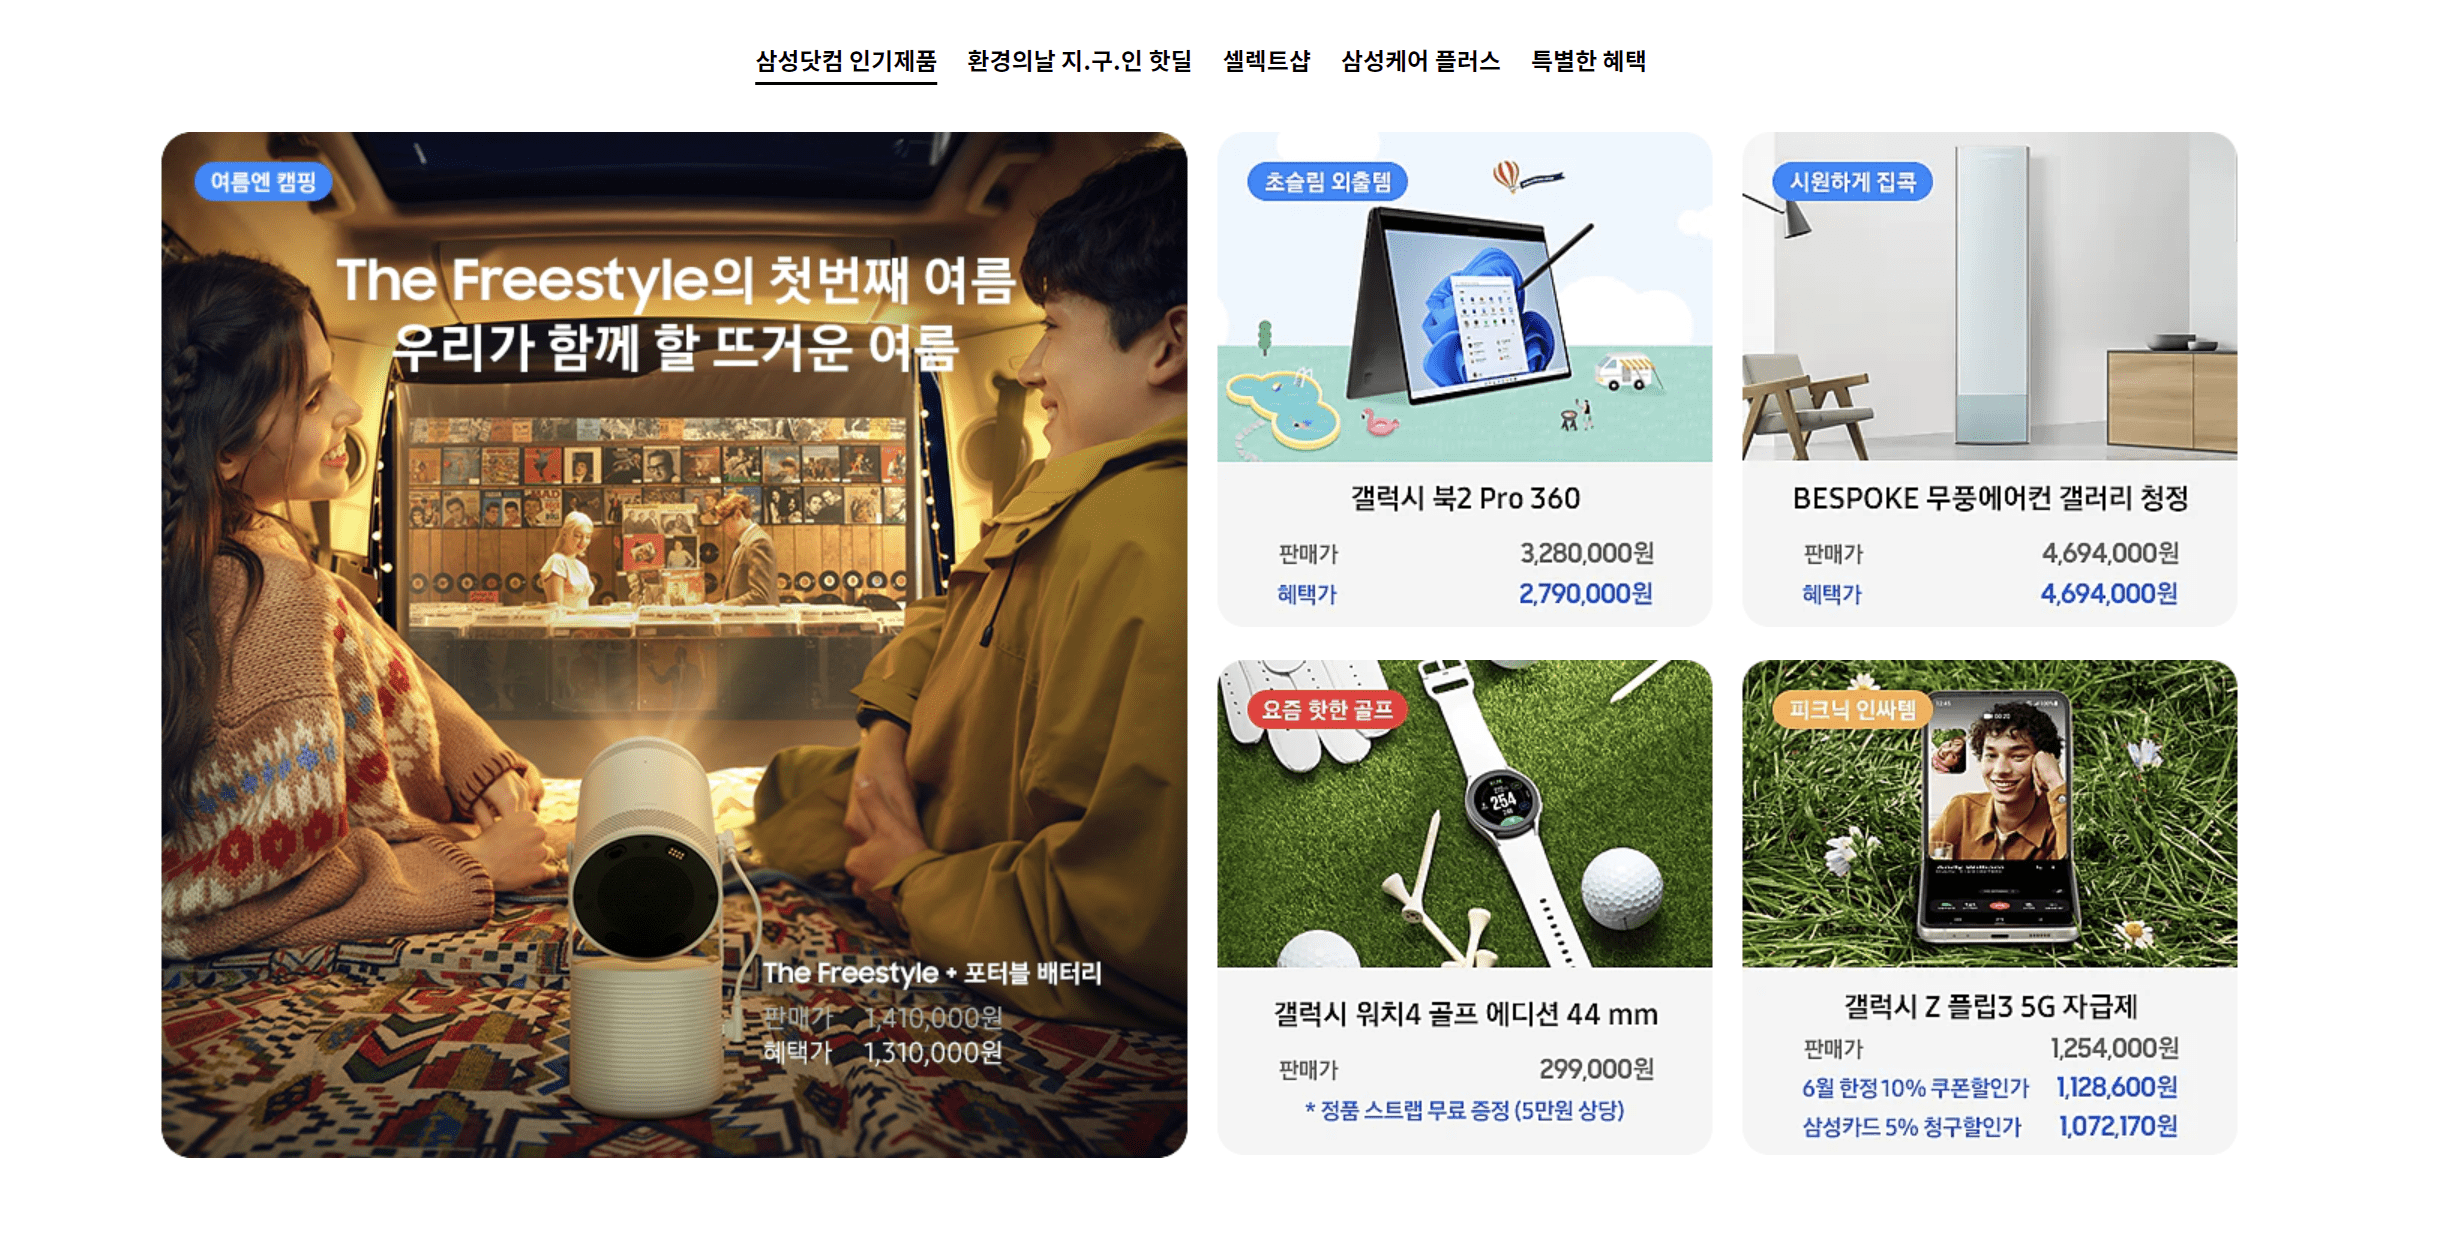 삼성닷컴 인기제품 환경의날 지.구.인 핫딜 셀렉트샵 삼성케어 플러스 특별한 혜택
여름엔 캠핑
The Freestyle의 첫번째 여름
우리가 함께 할 뜨거운 여름
The Freestyle + 포터블 배터리
판매가 1,410,000원
혜택가 1,310,000원
초슬림 외출템
갤럭시 북2 Pro 360
판매가 3,280,000원
혜택가 2,790,000원
시원하게 집콕
BESPOKE 무풍에어컨 갤러리 청정
판매가 4,694,000원
혜택가 4,694,000원
요즘 핫한 골프
254
갤럭시 워치4 골프 에디션 44 mm
판매가 299,000원
* 정품 스트랩 무료 증정 (5만원 상당)
피크닉 인싸템
갤럭시 Z 플립3 5G 자급제
판매가 1,254,000원
6월 한정 10% 쿠폰할인가 1,128,600원
삼성카드 5% 청구할인가 1,072,170원